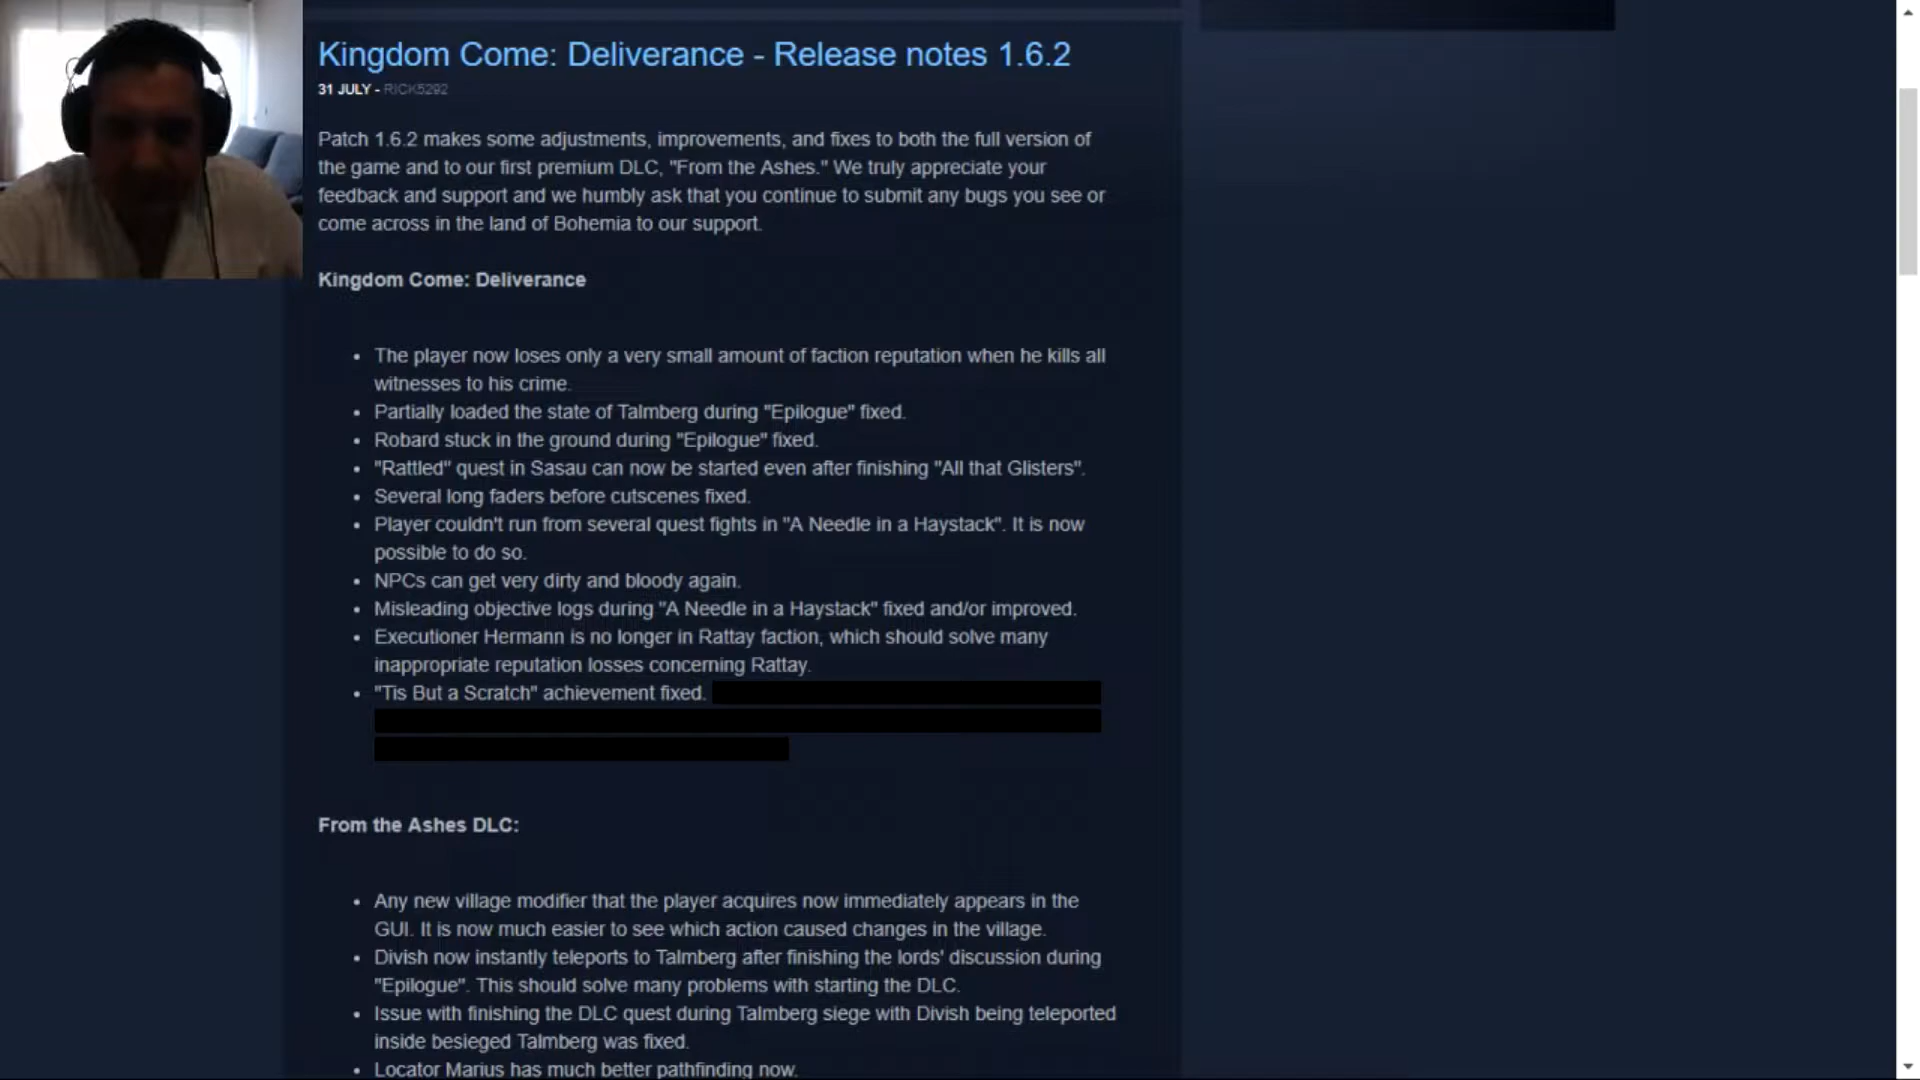 Kingdom Come: Deliverance - Release notes 1.6.2
31 JULY - RICK5292
Patch 1.6.2 makes some adjustments, improvements, and fixes to both the full version of
the game and to our first premium DLC, "From the Ashes." We truly appreciate your
feedback and support and we humbly ask that you continue to submit any bugs you see or
come across in the land of Bohemia to our support.
Kingdom Come: Deliverance
• The player now loses only a very small amount of faction reputation when he kills all
witnesses to his crime.
• Partially loaded the state of Talmberg during "Epilogue" fixed.
• Robard stuck in the ground during "Epilogue" fixed.
• "Rattled" quest in Sasau can now be started even after finishing "All that Glisters".
• Several long faders before cutscenes fixed.
• Player couldn't run from several quest fights in "A Needle in a Haystack". It is now
possible to do so.
• NPCs can get very dirty and bloody again.
• Misleading objective logs during "A Needle in a Haystack" fixed and/or improved.
• Executioner Hermann is no longer in Rattay faction, which should solve many
inappropriate reputation losses concerning Rattay.
• "Tis But a Scratch" achievement fixed.
From the Ashes DLC:
• Any new village modifier that the player acquires now immediately appears in the
GUI. It is now much easier to see which action caused changes in the village.
• Divish now instantly teleports to Talmberg after finishing the lords' discussion during
"Epilogue". This should solve many problems with starting the DLC.
• Issue with finishing the DLC quest during Talmberg siege with Divish being teleported
inside besieged Talmberg was fixed.
• Locator Marius has much better pathfinding now.